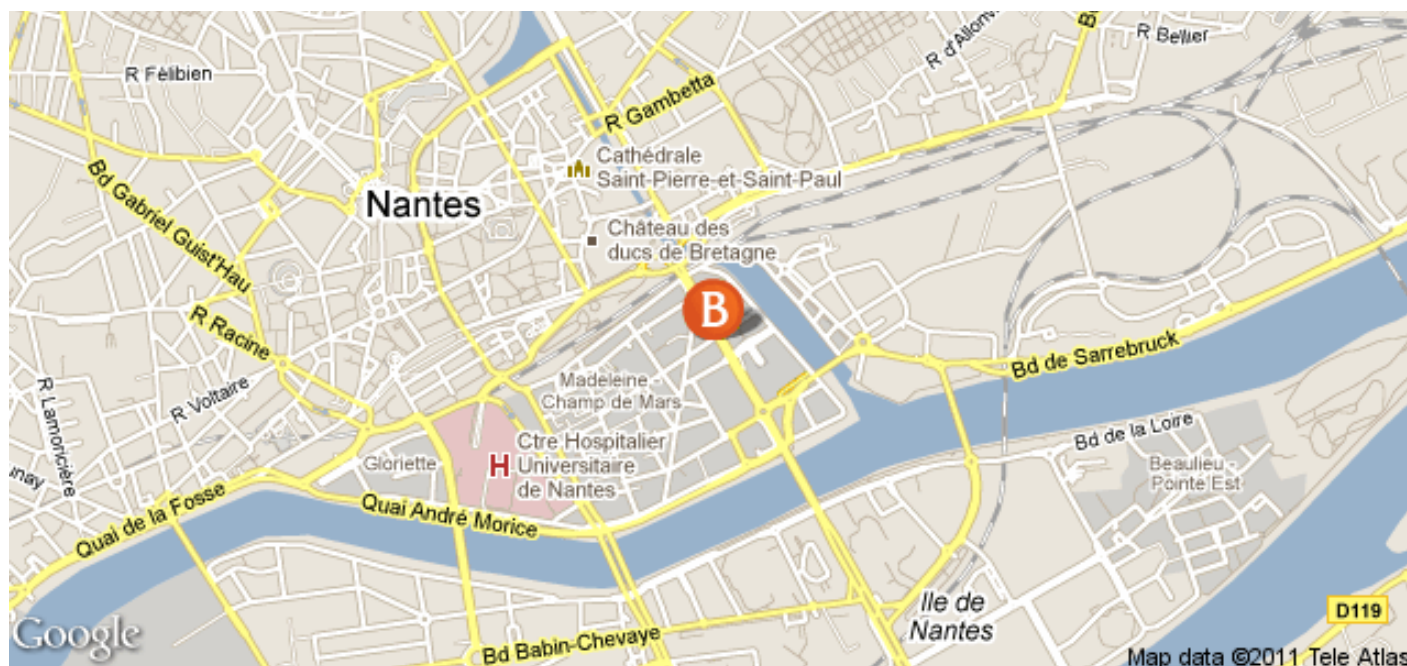 R Bellier
R d'Allonvi
R Félibien
R Gambetta
Cathédrale
Saint-Pierre-et-Saint-Paul
Nantes
Bd Gabriel Guist'Hau
Château des
ducs de Bretagne
B
R Racine
Bd de Sarrebruck
R Voltaire
R Lamoricière
Madeleine -
Champ de Mars
Bd de la Loire
Ctre Hospitalier
Universitaire
de Nantes
H
Gloriette
Beaulieu -
Pointe Est
unay
Quai de la Fosse
Quai André Morice
Ile de
Nantes
D119
Google
Bd Babin-Chevaye
Map data ©2011 Tele Atlas